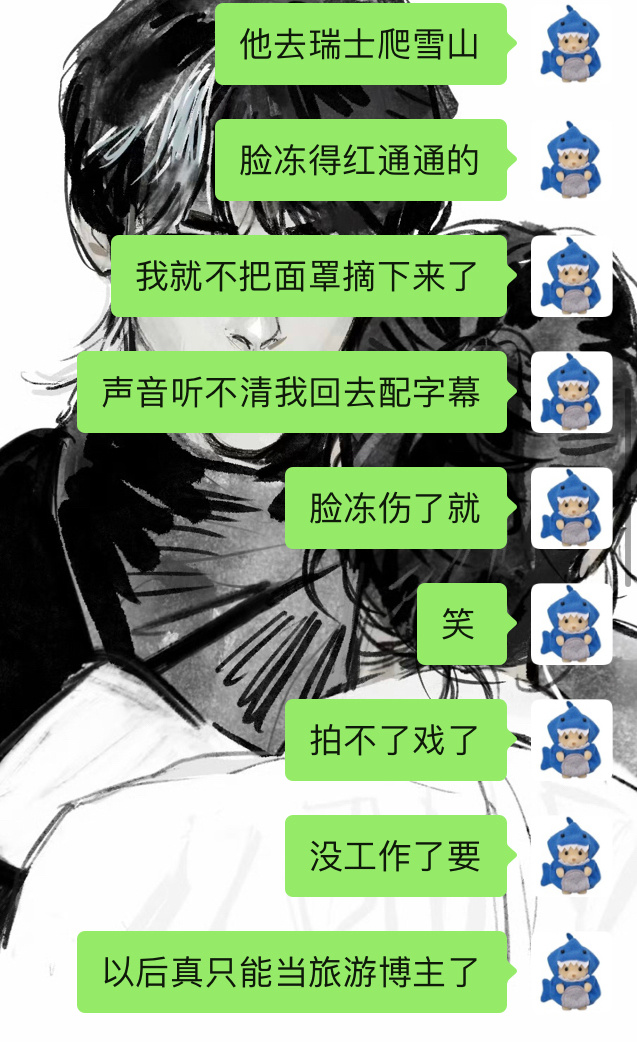 他去瑞士爬雪山
脸冻得红通通的
我就不把面罩摘下来了
声音听不清我回去配字幕
脸冻伤了就
笑
拍不了戏了
没工作了要
以后真只能当旅游博主了